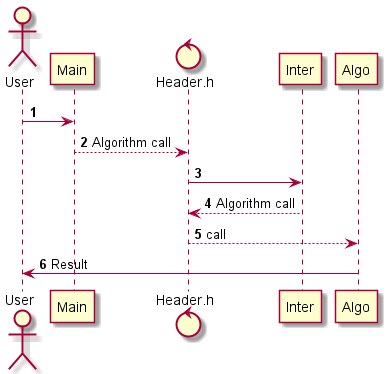 User
Main
Header.h
Inter
Algo
1
2 Algorithm call
3
4 Algorithm call
5 call
6 Result
User
Main
Header.h
Inter
Algo